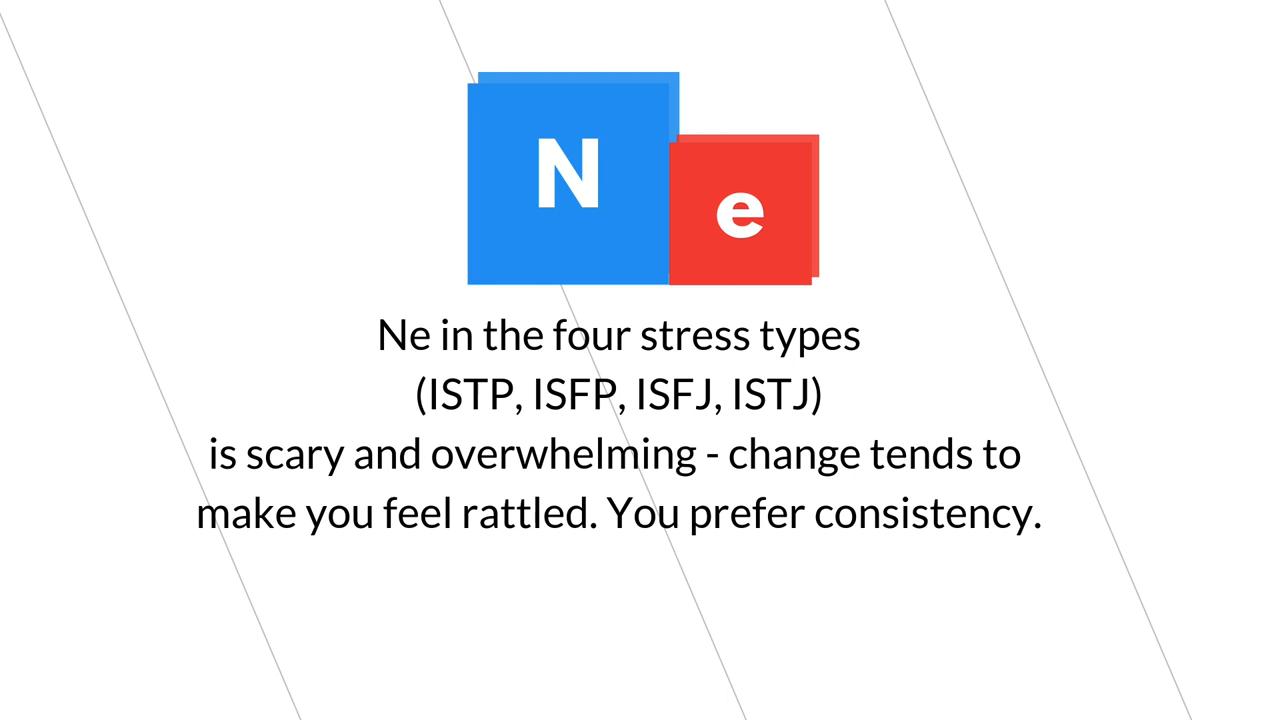 N e
Ne in the four stress types
(ISTP, ISFP, ISFJ, ISTJ)
is scary and overwhelming - change tends to
make you feel rattled. You prefer consistency.